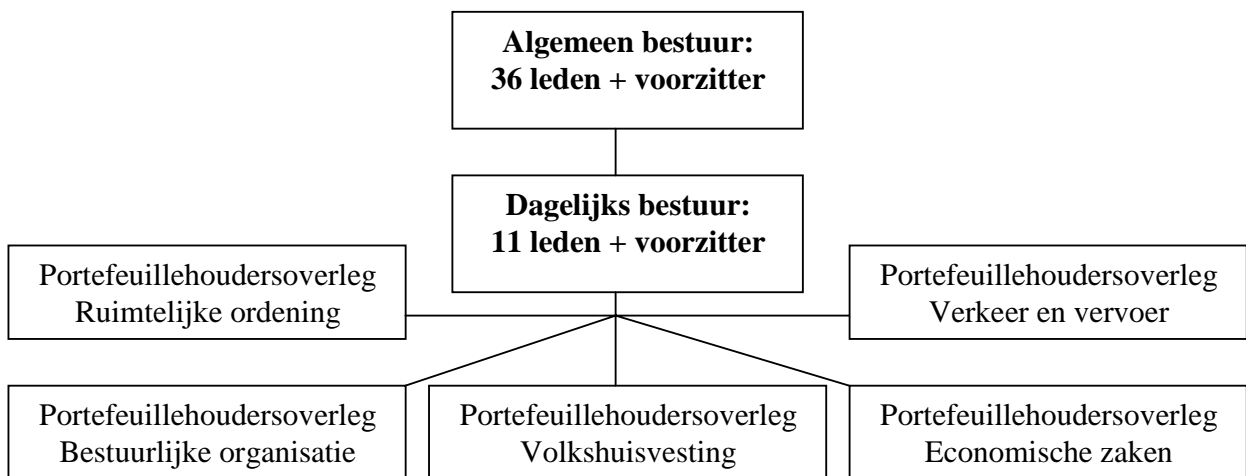 Algemeen bestuur:
36 leden + voorzitter
Dagelijks bestuur:
11 leden + voorzitter
Portefeuillehoudersoverleg
Ruimtelijke ordening
Portefeuillehoudersoverleg
Verkeer en vervoer
Portefeuillehoudersoverleg
Bestuurlijke organisatie
Portefeuillehoudersoverleg
Volkshuisvesting
Portefeuillehoudersoverleg
Economische zaken